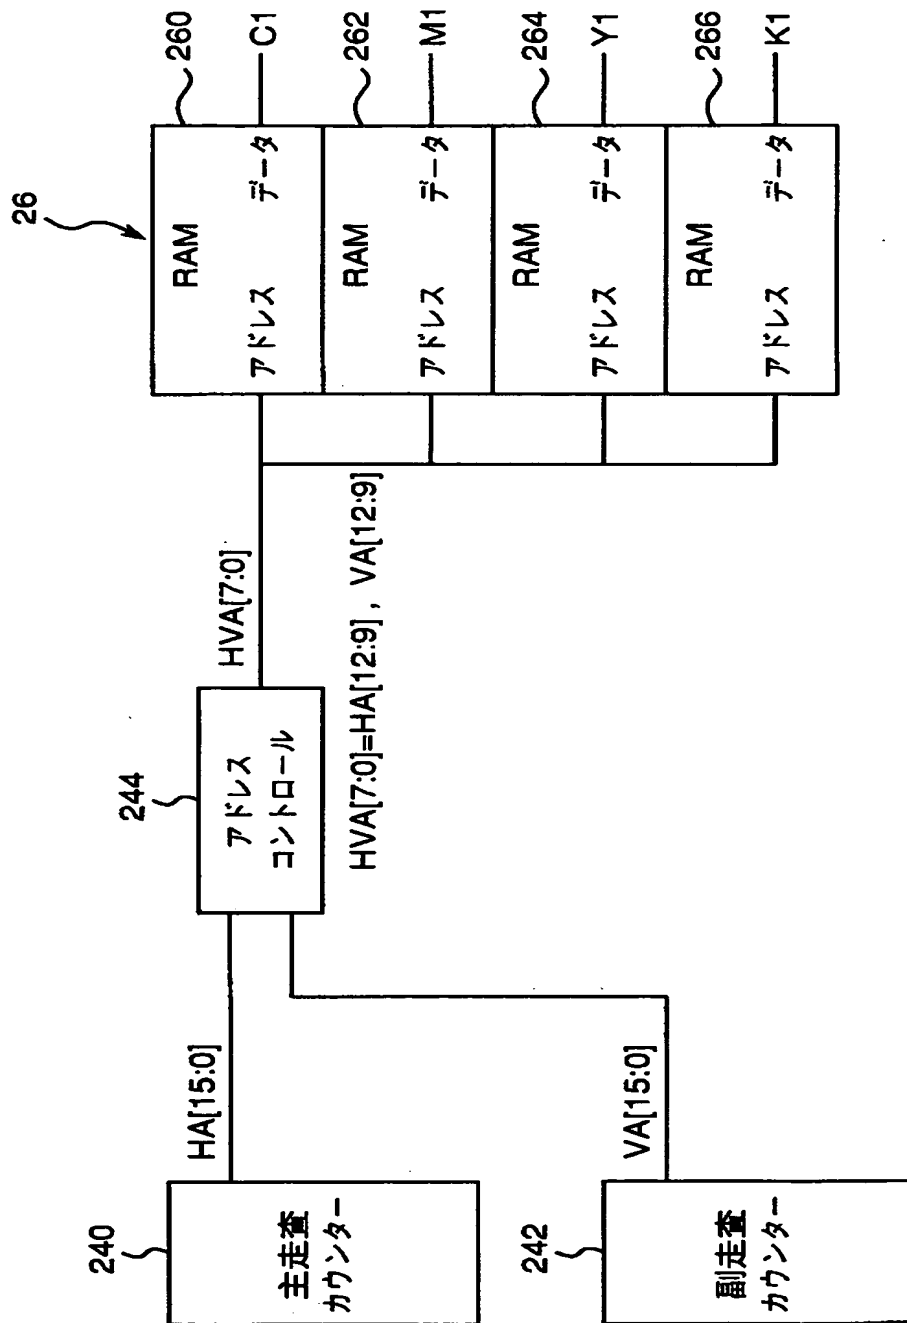 26
240
主走査
カウンター
HA[15:0]
242
副走査
カウンター
VA[15:0]
244
アドレス
コントロール
HVA[7:0]
HVA[7:0]=HA[12:9], VA[12:9]
RAM
アドレス データ
260
C1
RAM
アドレス データ
262
M1
RAM
アドレス データ
264
Y1
RAM
アドレス データ
266
K1